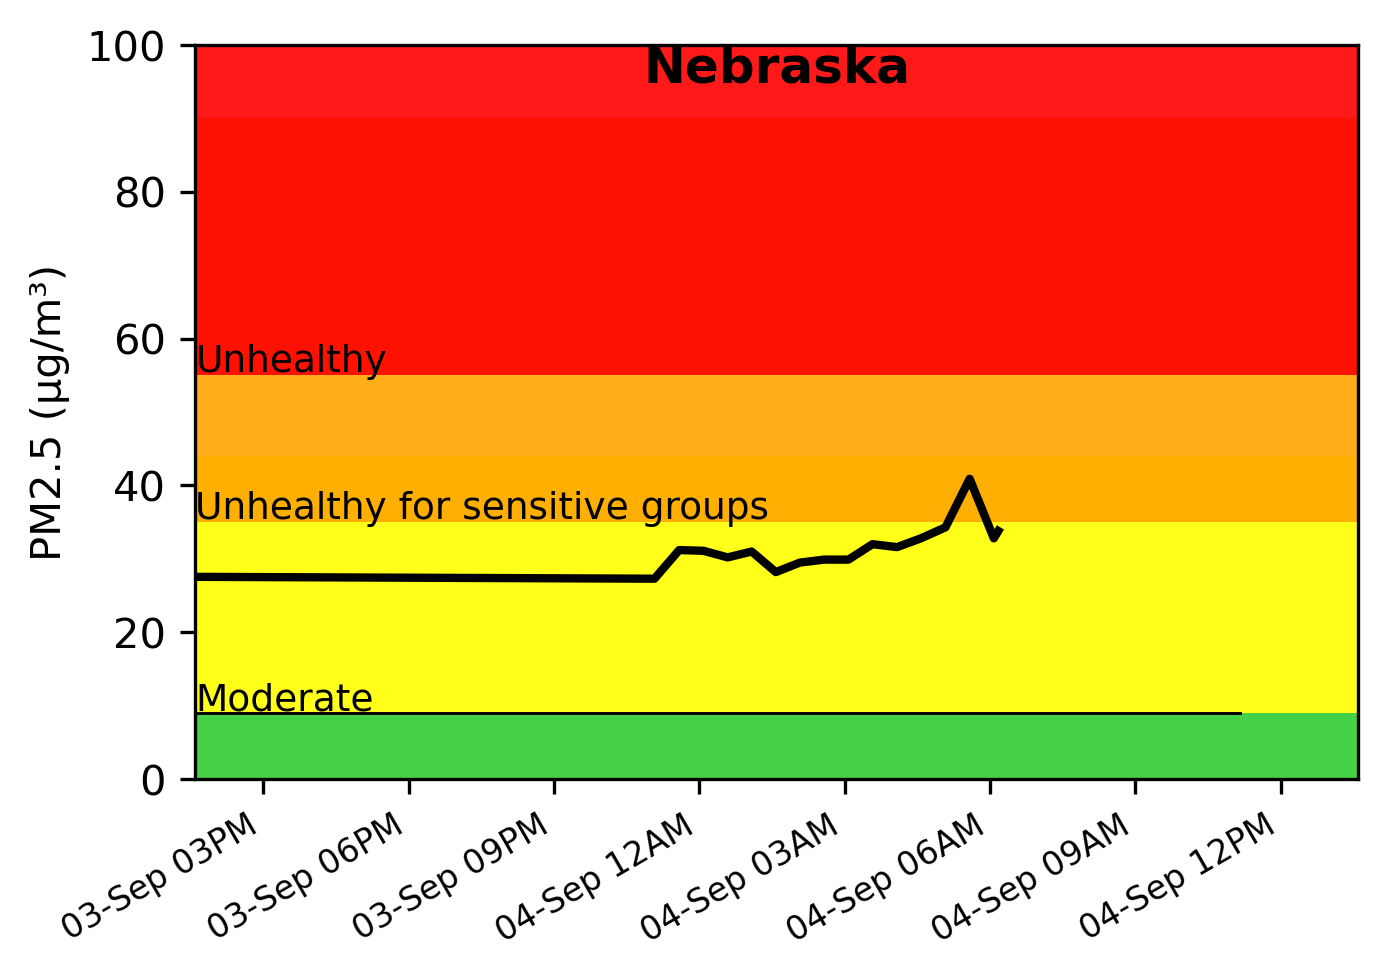 Nebraska
PM2.5 (μg/m³)
100
80
60
40
20
0
Unhealthy
Unhealthy for sensitive groups
Moderate
03-Sep 03PM
03-Sep 06PM
03-Sep 09PM
04-Sep 12AM
04-Sep 03AM
04-Sep 06AM
04-Sep 09AM
04-Sep 12PM